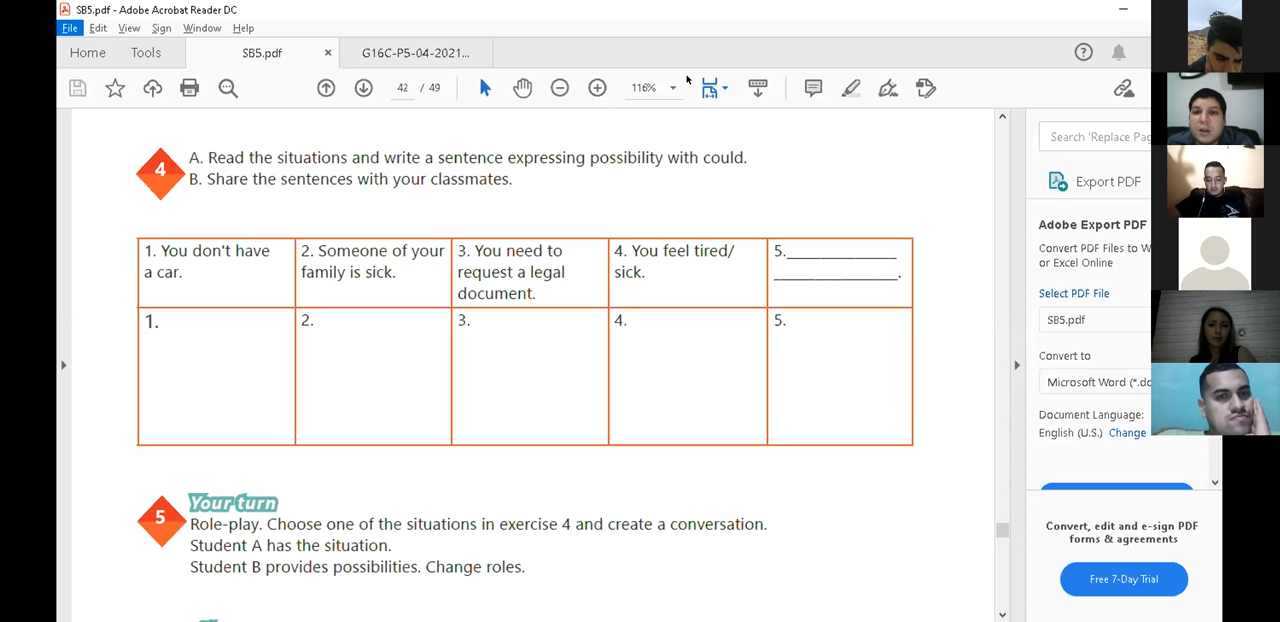 SB5.pdf - Adobe Acrobat Reader DC
File Edit View Sign Window Help
Home Tools SB5.pdf × G16C-P5-04-2021...
42 / 49 116%
4
A. Read the situations and write a sentence expressing possibility with could.
B. Share the sentences with your classmates.
1. You don't have
a car.
2. Someone of your
family is sick.
3. You need to
request a legal
document.
4. You feel tired/
sick.
5.______________
______________.
1.
2.
3.
4.
5.
5
Your turn
Role-play. Choose one of the situations in exercise 4 and create a conversation.
Student A has the situation.
Student B provides possibilities. Change roles.
Search 'Replace Pag
Export PDF
Adobe Export PDF
Convert PDF Files to W
or Excel Online
Select PDF File
SB5.pdf
Convert to
Microsoft Word (*.do
Document Language:
English (U.S.) Change
Convert, edit and e-sign PDF
forms & agreements
Free 7-Day Trial